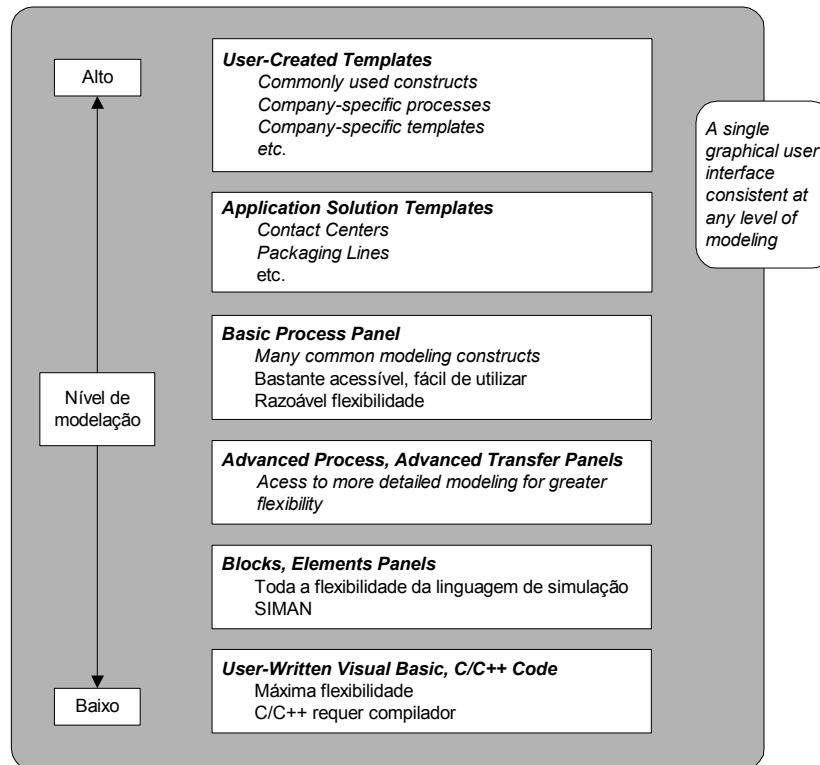 Alto
User-Created Templates
Commonly used constructs
Company-specific processes
Company-specific templates
etc.
A single
graphical user
interface
consistent at
any level of
modeling
Application Solution Templates
Contact Centers
Packaging Lines
etc.
Nível de
modelação
Basic Process Panel
Many common modeling constructs
Bastante acessível, fácil de utilizar
Razoável flexibilidade
Advanced Process, Advanced Transfer Panels
Acess to more detailed modeling for greater
flexibility
Blocks, Elements Panels
Toda a flexibilidade da linguagem de simulação
SIMAN
Baixo
User-Written Visual Basic, C/C++ Code
Máxima flexibilidade
C/C++ requer compilador